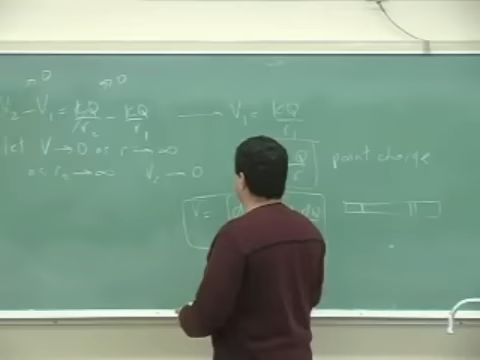 →0 →0
V₂ - V₁ = kQ/r₂ - kQ/r₁ → V₁ = kQ/r₁
let V → 0 as r → ∞ Q/r point charge
as r₂ → ∞ V₂ → 0
V =